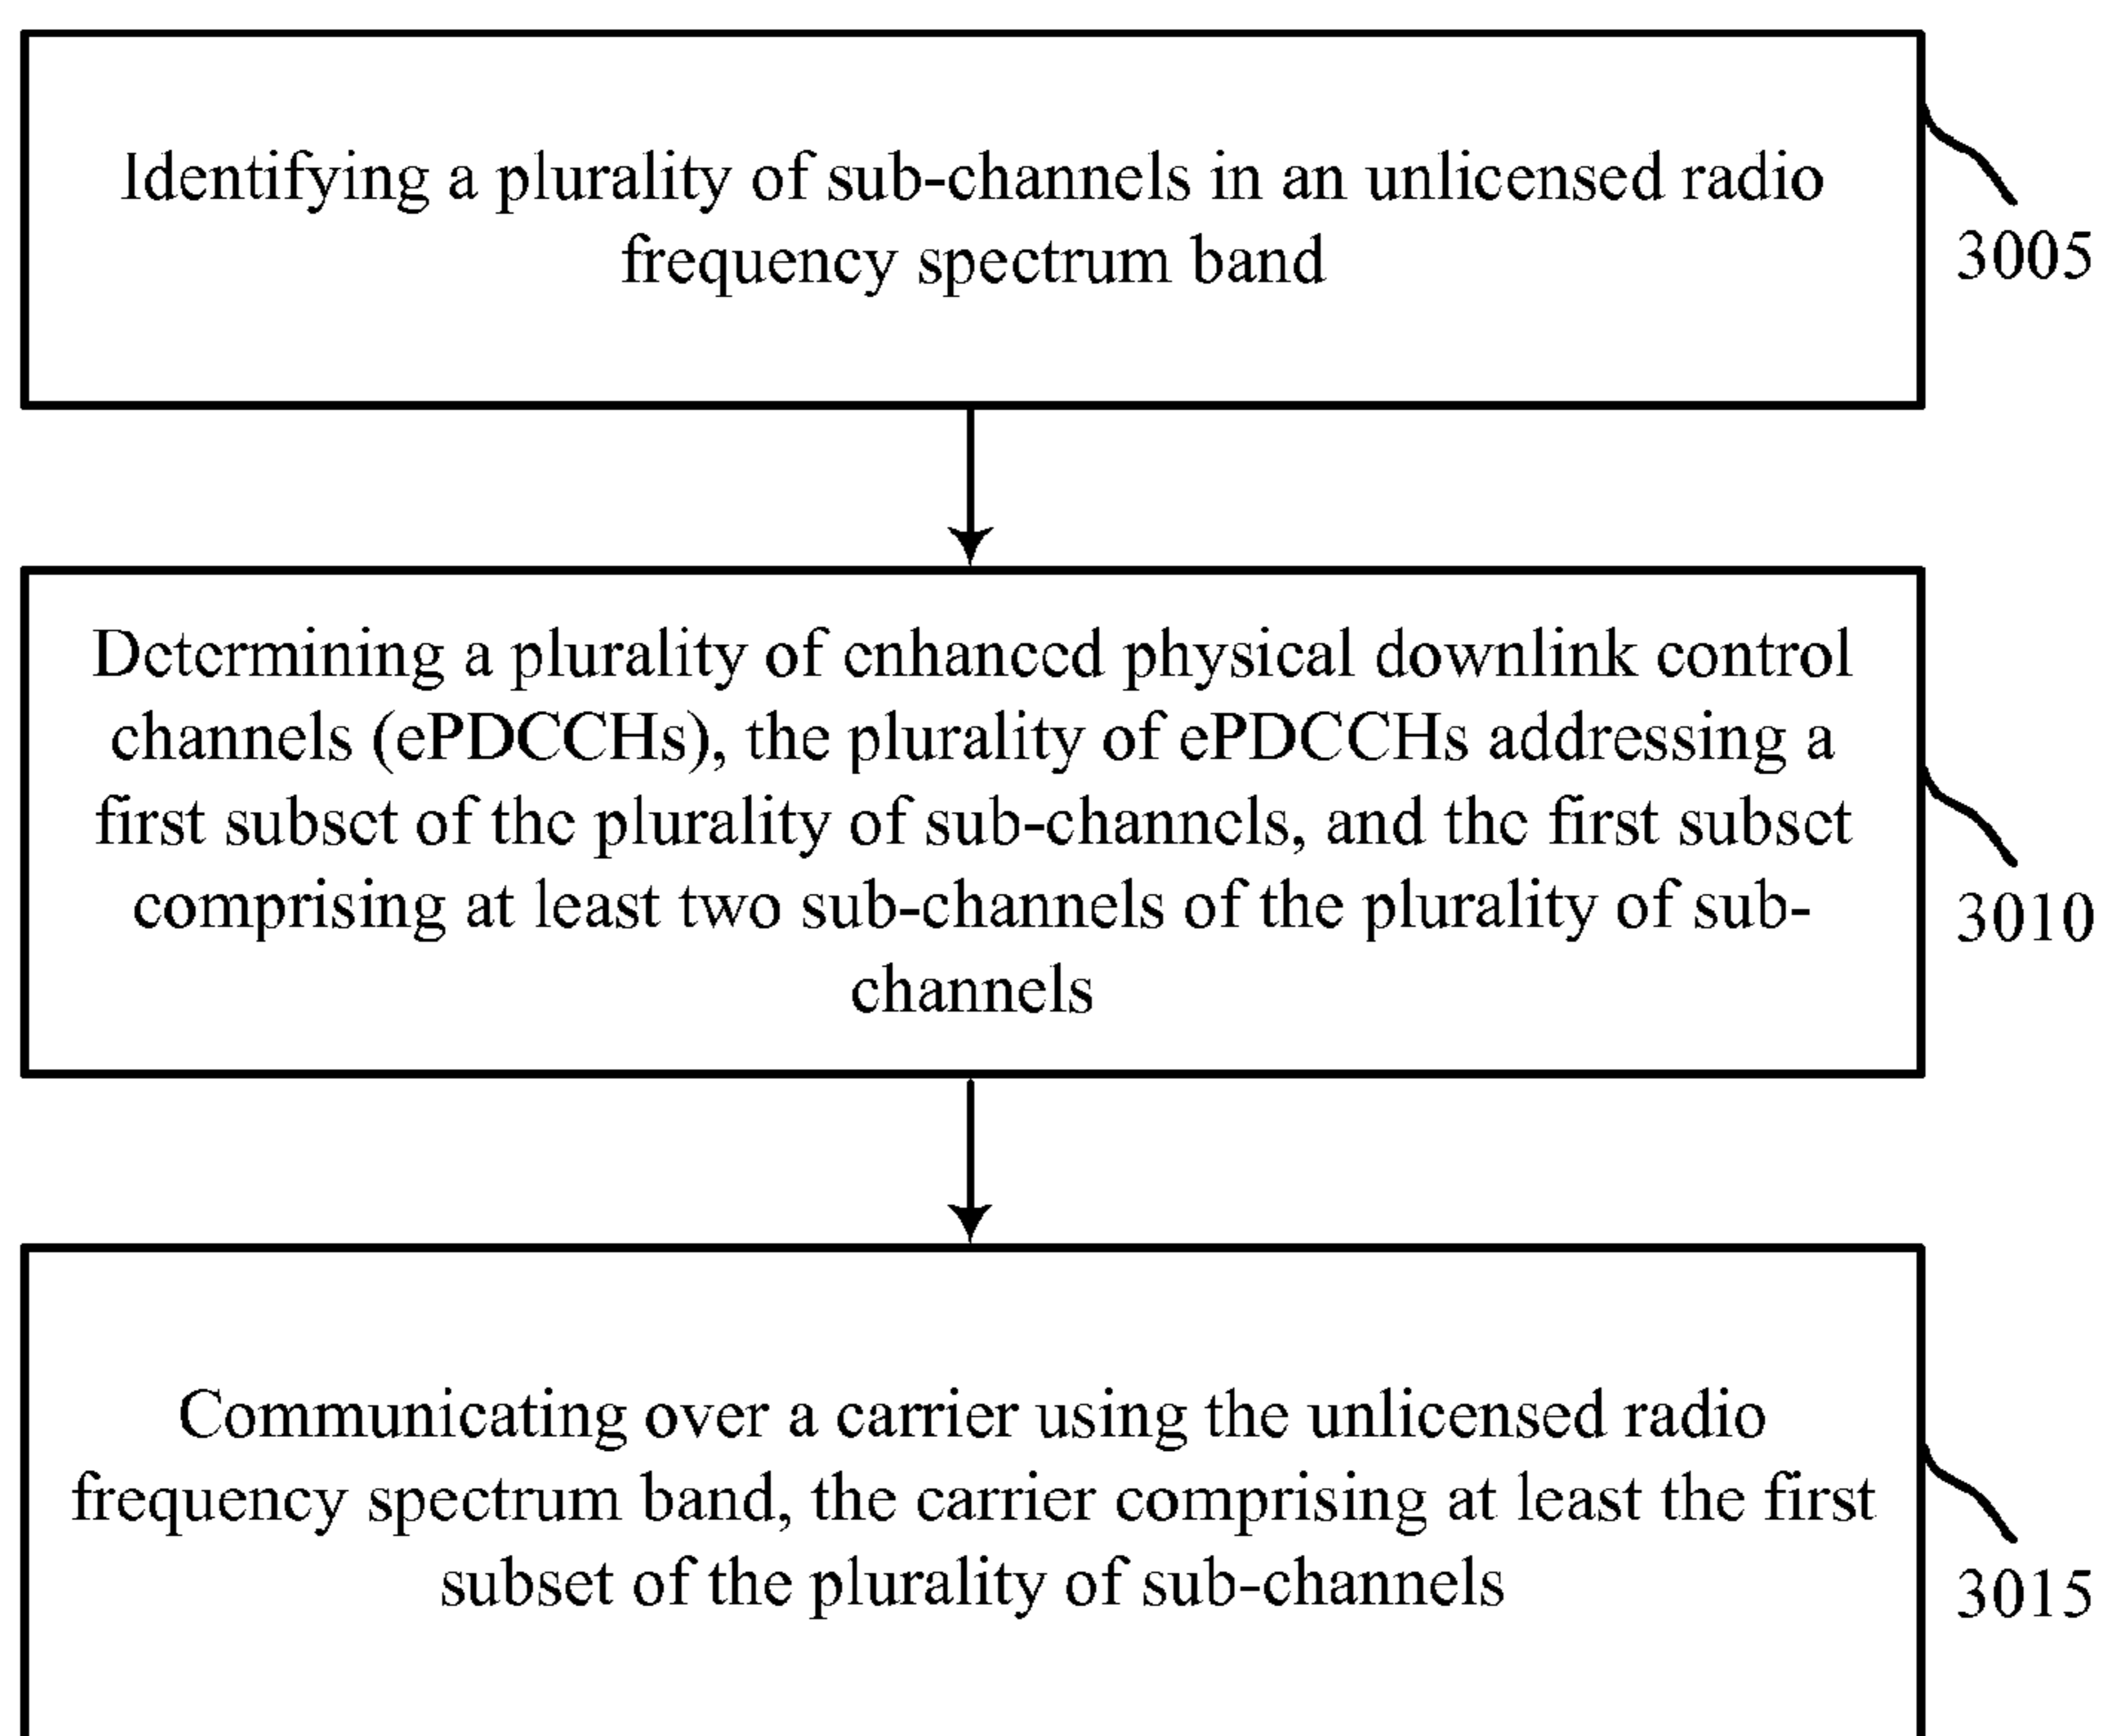 Identifying a plurality of sub-channels in an unlicensed radio
frequency spectrum band
3005
Determining a plurality of enhanced physical downlink control
channels (ePDCCHs), the plurality of ePDCCHs addressing a
first subset of the plurality of sub-channels, and the first subset
comprising at least two sub-channels of the plurality of sub-
channels
3010
Communicating over a carrier using the unlicensed radio
frequency spectrum band, the carrier comprising at least the first
subset of the plurality of sub-channels
3015